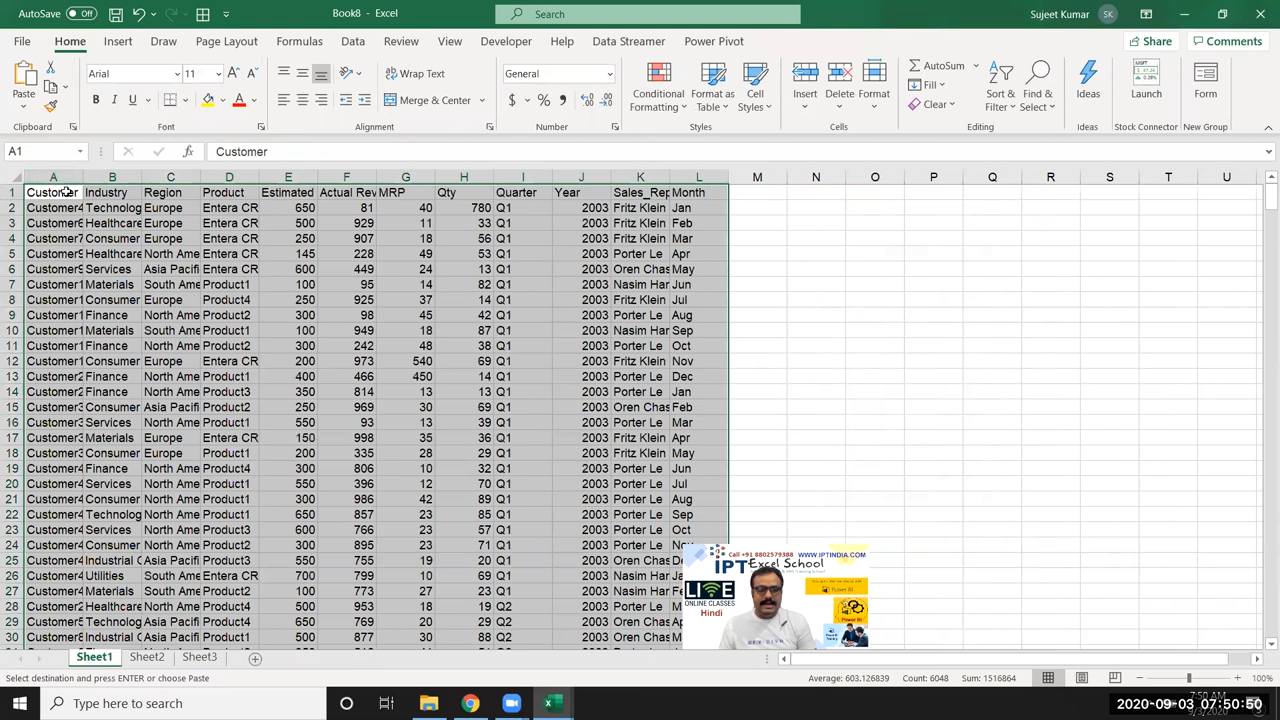 AutoSave Off Book8 - Excel Search Sujeet Kumar SK
File Home Insert Draw Page Layout Formulas Data Review View Developer Help Data Streamer Power Pivot Share Comments
Paste Arial 11 Wrap Text General Conditional Formatting Format as Table Cell Styles Insert Delete Format AutoSum Fill Clear Sort & Filter Find & Select Ideas Launch Form
B I U Merge & Center $ %
Clipboard Font Alignment Number Styles Cells Editing Stock Connector New Group
A1 fx Customer
A B C D E F G H I J K L M N O P Q R S T U
1 Customer Industry Region Product Estimated Actual Rev MRP Qty Quarter Year Sales_Rep Month
2 Customer4 Technolog Europe Entera CR 650 81 40 780 Q1 2003 Fritz Klein Jan
3 Customer6 Healthcare Europe Entera CR 500 929 11 33 Q1 2003 Fritz Klein Feb
4 Customer7 Consumer Europe Entera CR 250 907 18 56 Q1 2003 Fritz Klein Mar
5 Customer9 Healthcare North Ame Entera CR 145 228 49 53 Q1 2003 Porter Le Apr
6 Customer9 Services Asia Pacifi Entera CR 600 449 24 13 Q1 2003 Oren Chas May
7 Customer1 Materials South Ame Product1 100 95 14 82 Q1 2003 Nasim Har Jun
8 Customer1 Consumer Europe Product4 250 925 37 14 Q1 2003 Fritz Klein Jul
9 Customer1 Finance North Ame Product2 300 98 45 42 Q1 2003 Porter Le Aug
10 Customer1 Materials South Ame Product1 100 949 18 87 Q1 2003 Nasim Har Sep
11 Customer1 Finance North Ame Product2 300 242 48 38 Q1 2003 Porter Le Oct
12 Customer1 Consumer Europe Entera CR 200 973 540 69 Q1 2003 Fritz Klein Nov
13 Customer2 Finance North Ame Product1 400 466 450 14 Q1 2003 Porter Le Dec
14 Customer2 Finance North Ame Product3 350 814 13 13 Q1 2003 Porter Le Jan
15 Customer3 Consumer Asia Pacifi Product2 250 969 30 69 Q1 2003 Oren Chas Feb
16 Customer3 Services North Ame Product1 550 93 13 39 Q1 2003 Porter Le Mar
17 Customer3 Materials Europe Entera CR 150 998 35 36 Q1 2003 Fritz Klein Apr
18 Customer3 Consumer Europe Product1 200 335 28 29 Q1 2003 Fritz Klein May
19 Customer4 Finance North Ame Product4 300 806 10 32 Q1 2003 Porter Le Jun
20 Customer4 Services North Ame Product1 550 396 12 70 Q1 2003 Porter Le Jul
21 Customer4 Consumer North Ame Product1 300 986 42 89 Q1 2003 Porter Le Aug
22 Customer4 Technolog North Ame Product1 650 857 23 85 Q1 2003 Porter Le Sep
23 Customer4 Services North Ame Product3 600 766 23 57 Q1 2003 Porter Le Oct
24 Customer4 Consumer North Ame Product2 300 895 23 71 Q1 2003 Porter Le
25 Customer4 Industrial C Asia Pacifi Product3 550 755 19 20 Q1 2003 Oren Chas
26 Customer4 Utilities South Ame Entera CR 700 799 10 69 Q1 2003 Nasim Har
27 Customer4 Materials South Ame Product2 100 773 27 23 Q1 2003 Nasim Har
28 Customer5 Healthcare North Ame Product4 500 953 18 19 Q2 2003 Porter Le
29 Customer5 Technolog Asia Pacifi Product4 650 769 29 21 Q2 2003 Oren Chas
30 Customer6 Industrial C Asia Pacifi Product1 500 877 30 88 Q2 2003 Oren Chas
Call +91 8802579388 WWW.IPTINDIA.COM
IPT Excel School
LIVE
ONLINE CLASSES
Hindi
Power BI
Power BI
Sheet1 Sheet2 Sheet3
Select destination and press ENTER or choose Paste Average: 603.126839 Count: 6048 Sum: 1516864 100%
Type here to search
7:50 AM
9/3/2020
2020-09-03 07:50:50